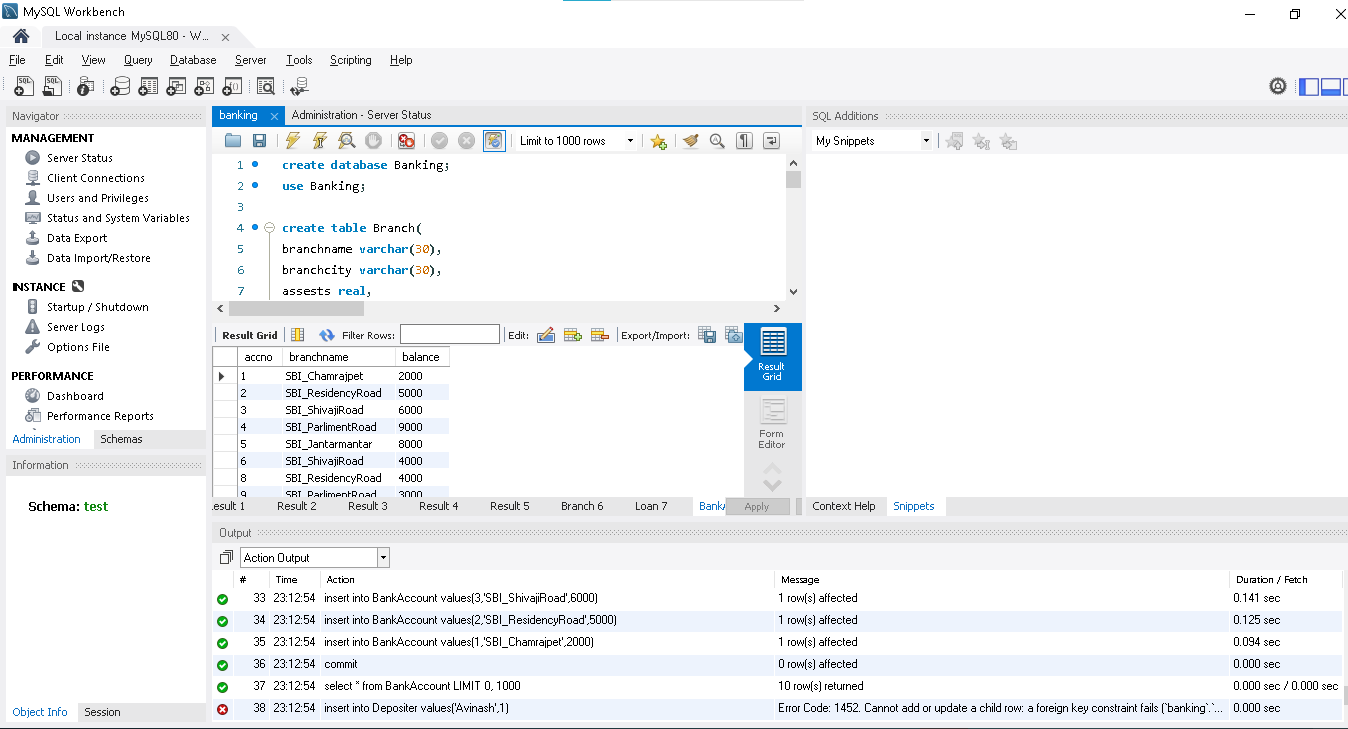 MySQL Workbench
Local instance MySQL80 - W...
File Edit View Query Database Server Tools Scripting Help
Navigator
MANAGEMENT
Server Status
Client Connections
Users and Privileges
Status and System Variables
Data Export
Data Import/Restore
INSTANCE
Startup / Shutdown
Server Logs
Options File
PERFORMANCE
Dashboard
Performance Reports
Administration Schemas
Information
Schema: test
Object Info Session
banking Administration - Server Status
Limit to 1000 rows
1 create database Banking;
2 use Banking;
3
4 create table Branch(
5 branchname varchar(30),
6 branchcity varchar(30),
7 assests real,
Result Grid Filter Rows: Edit: Export/Import:
accno branchname balance
1 SBI_Chamrajpet 2000
2 SBI_ResidencyRoad 5000
3 SBI_ShivajiRoad 6000
4 SBI_ParlimentRoad 9000
5 SBI_Jantarmantar 8000
6 SBI_ShivajiRoad 4000
8 SBI_ResidencyRoad 4000
9 SBI_ParlimentRoad 3000
Result
Grid
Form
Editor
esult 1 Result 2 Result 3 Result 4 Result 5 Branch 6 Loan 7 BankA Apply
SQL Additions
My Snippets
Context Help Snippets
Output
Action Output
# Time Action Message Duration / Fetch
33 23:12:54 insert into BankAccount values(3,'SBI_ShivajiRoad',6000) 1 row(s) affected 0.141 sec
34 23:12:54 insert into BankAccount values(2,'SBI_ResidencyRoad',5000) 1 row(s) affected 0.125 sec
35 23:12:54 insert into BankAccount values(1,'SBI_Chamrajpet',2000) 1 row(s) affected 0.094 sec
36 23:12:54 commit 0 row(s) affected 0.000 sec
37 23:12:54 select * from BankAccount LIMIT 0, 1000 10 row(s) returned 0.000 sec / 0.000 sec
38 23:12:54 insert into Depositer values('Avinash',1) Error Code: 1452. Cannot add or update a child row: a foreign key constraint fails (`banking`.`... 0.000 sec